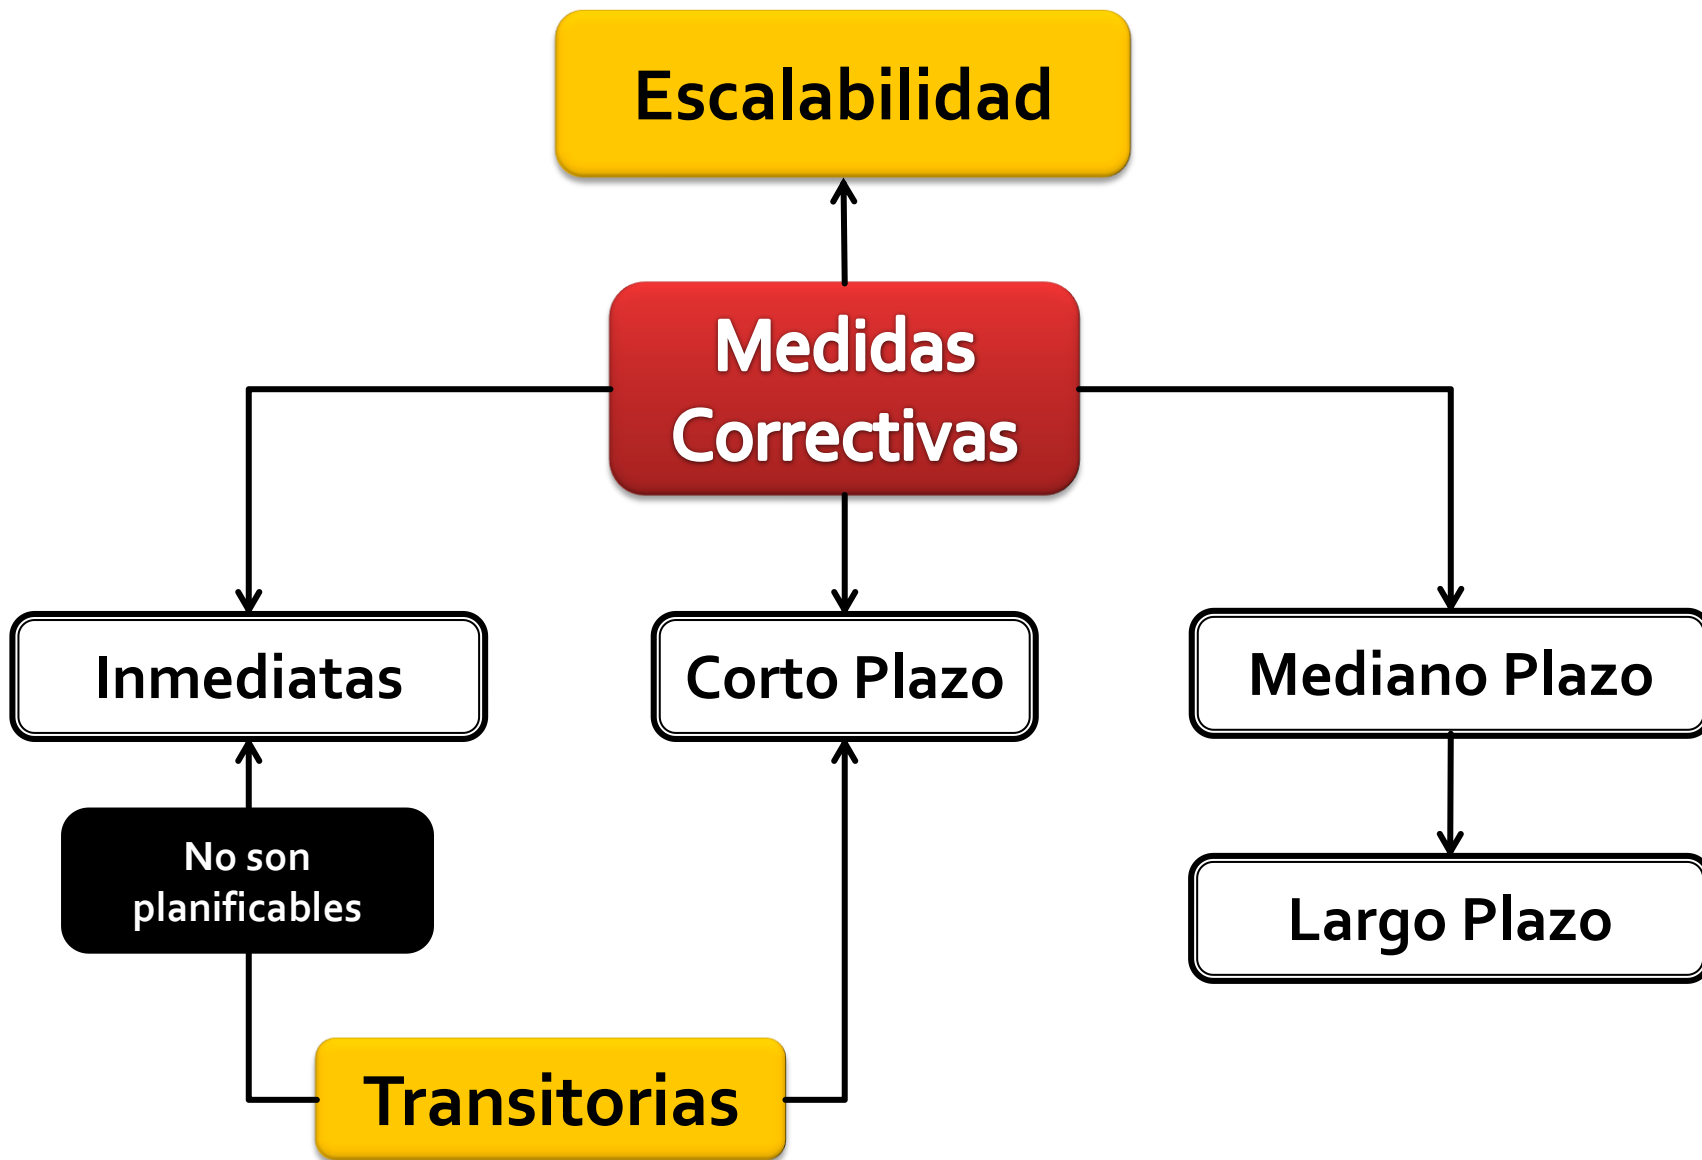 Escalabilidad
Medidas
Correctivas
Inmediatas
Corto Plazo
Mediano Plazo
No son
planificables
Largo Plazo
Transitorias